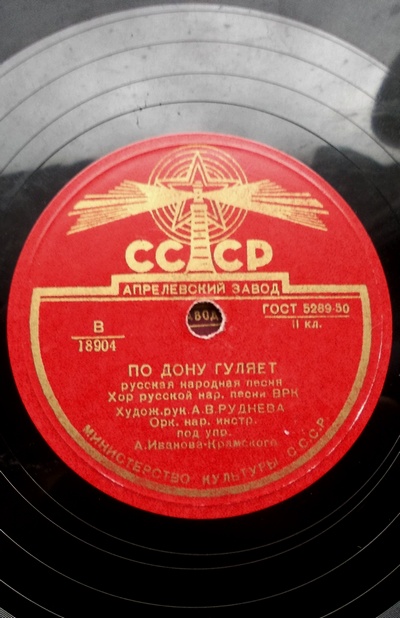 СССР
АПРЕЛЕВСКИЙ ЗАВОД
ГОСТ 5289-50
II кл.
В
18904
ПО ДОНУ ГУЛЯЕТ
русская народная песня
Хор русской нар. песни ВРК
Худож.рук.А.В.РУДНЕВА
Орк. нар. инстр.
под упр.
А.Иванова-Крамского
МИНИСТЕРСТВО КУЛЬТУРЫ СССР